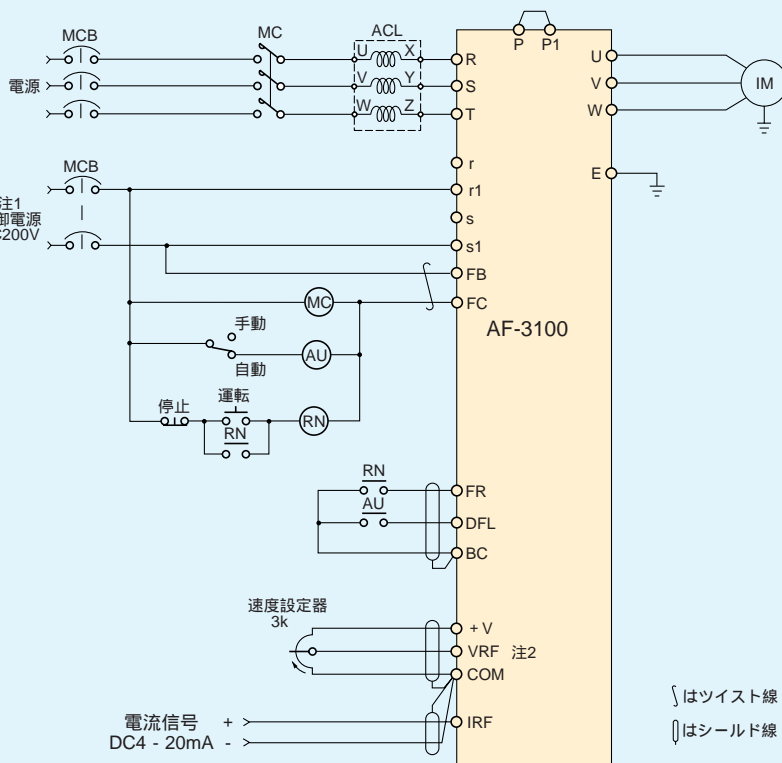 MCB
MC
ACL
P P1
U X
R
U
電源
V Y
S
V
IM
W Z
T
W
MCB
r
r1
E
注1
御電源
C200V
s
s1
FB
MC
FC
AF-3100
手動
AU
自動
停止
運転
RN
RN
RN
FR
AU
DFL
BC
速度設定器
3k
+V
VRF 注2
COM
電流信号 +
IRF
DC4 - 20mA -
はツイスト線
はシールド線